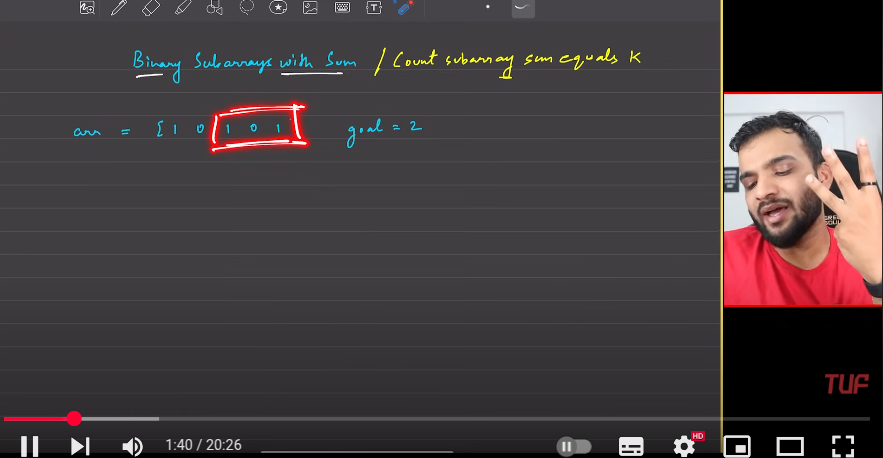 Binary Subarrays with Sum / Count subarray sum equals K
arr = { 1 0 1 0 1 goal = 2
TUF
1:40 / 20:26
HD